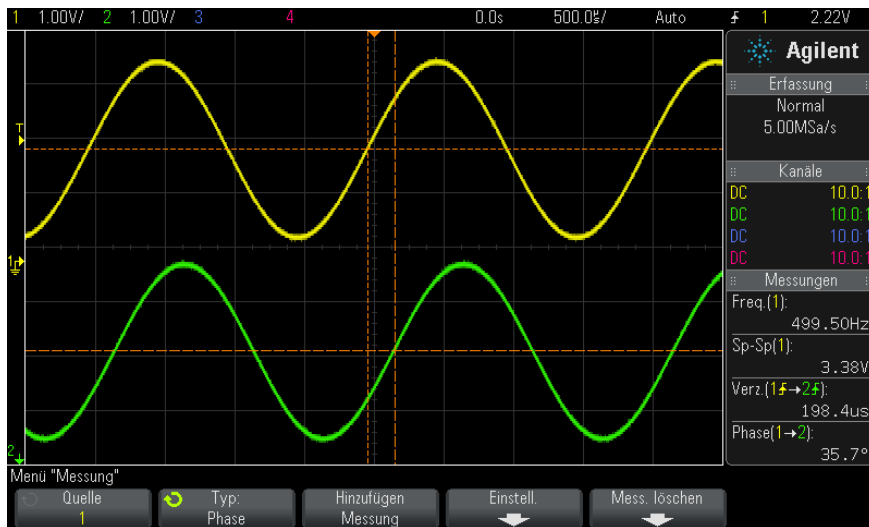 1 1.00V/ 2 1.00V/ 3 4 0.0s 500.0㎲/ Auto 1 2.22V
Agilent
Erfassung
Normal
5.00MSa/s
Kanäle
DC 10.0:1
DC 10.0:1
DC 10.0:1
DC 10.0:1
Messungen
Freq.(1):
499.50Hz
Sp-Sp(1):
3.38V
Verz.(1→2):
198.4us
Phase(1→2):
35.7°
T
1
2
Menü "Messung"
Quelle
1
Typ:
Phase
Hinzufügen
Messung
Einstell.
Mess. löschen